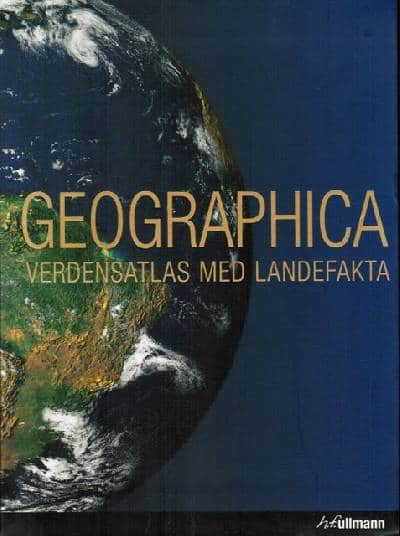 GEOGRAPHICA
VERDENSATLAS MED LANDEFAKTA
h.f.ullmann